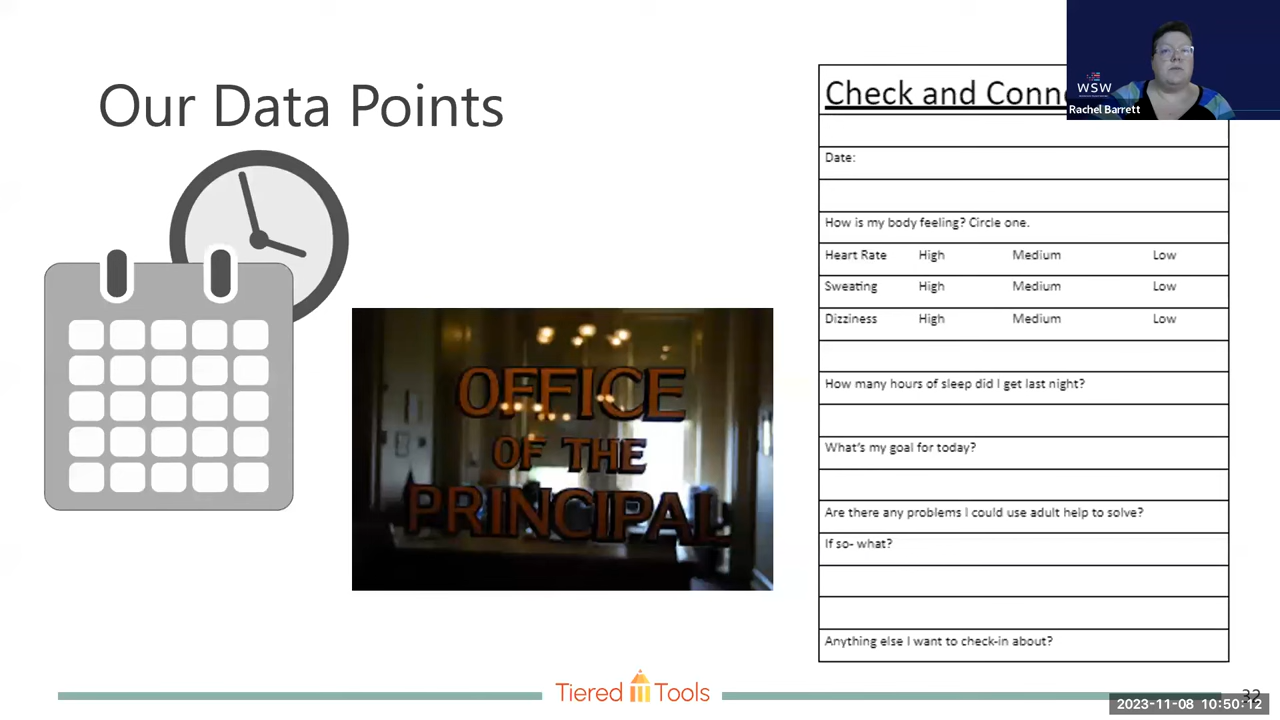 Our Data Points
OFFICE
OF THE
PRINCIPAL
WSW
Rachel Barrett
Check and Conn
Date:
How is my body feeling? Circle one.
Heart Rate High Medium Low
Sweating High Medium Low
Dizziness High Medium Low
How many hours of sleep did I get last night?
What's my goal for today?
Are there any problems I could use adult help to solve?
If so- what?
Anything else I want to check-in about?
Tiered Tools
32
2023-11-08 10:50:12